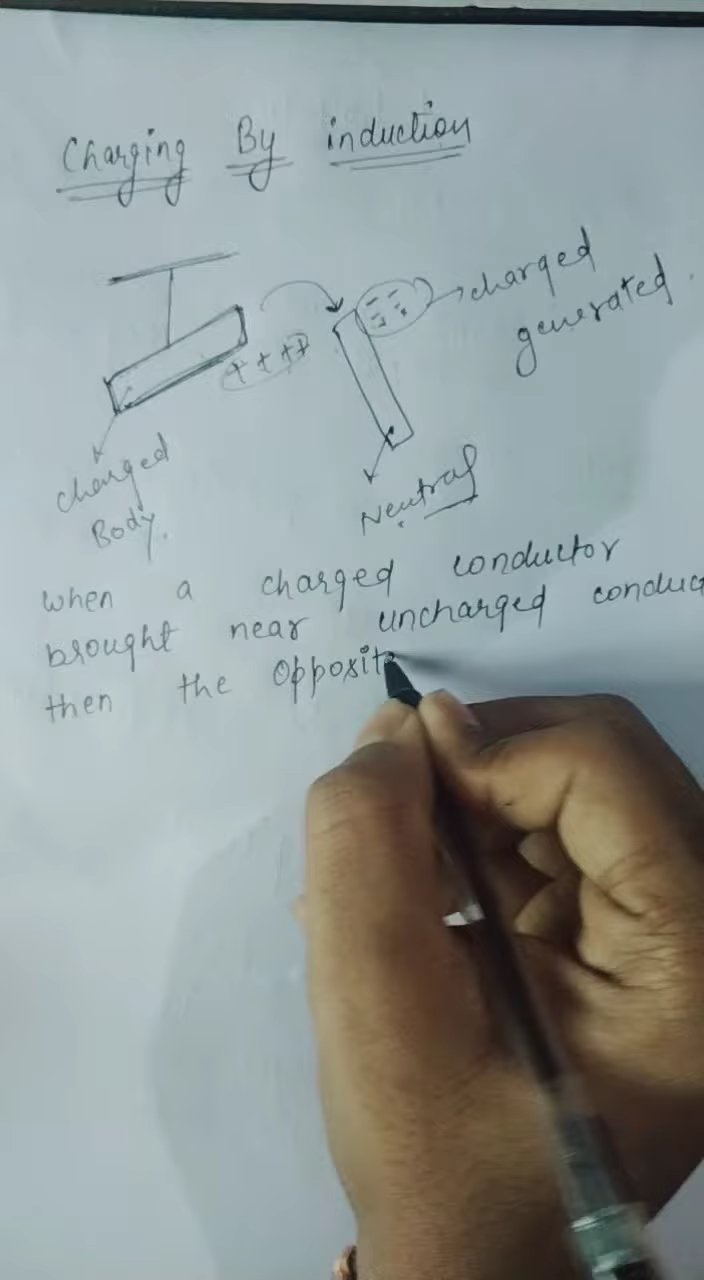 Charging By induction
+ + + +
charged
generated.
charged
Body.
Neutral
when a charged conductor
brought near uncharged conduc
then the opposit